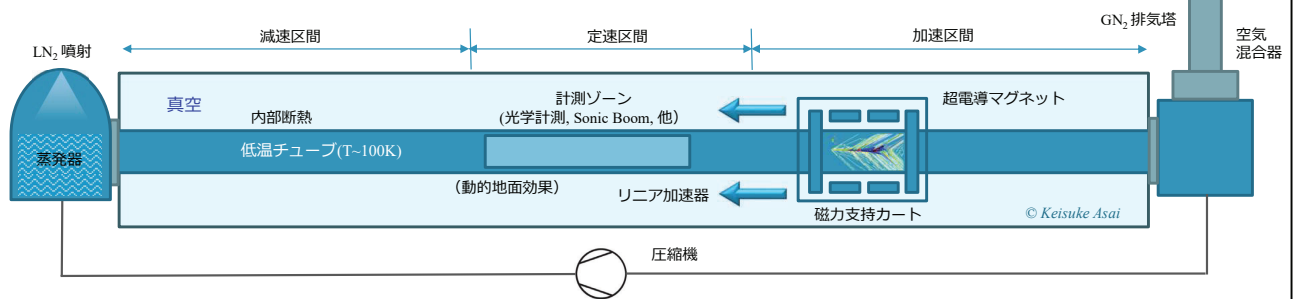 GN2 排気塔
空気
混合器
LN2 噴射
減速区間
定速区間
加速区間
真空
内部断熱
計測ゾーン
(光学計測, Sonic Boom, 他）
超電導マグネット
蒸発器
低温チューブ(T~100K)
（動的地面効果）
リニア加速器
磁力支持カート
© Keisuke Asai
圧縮機